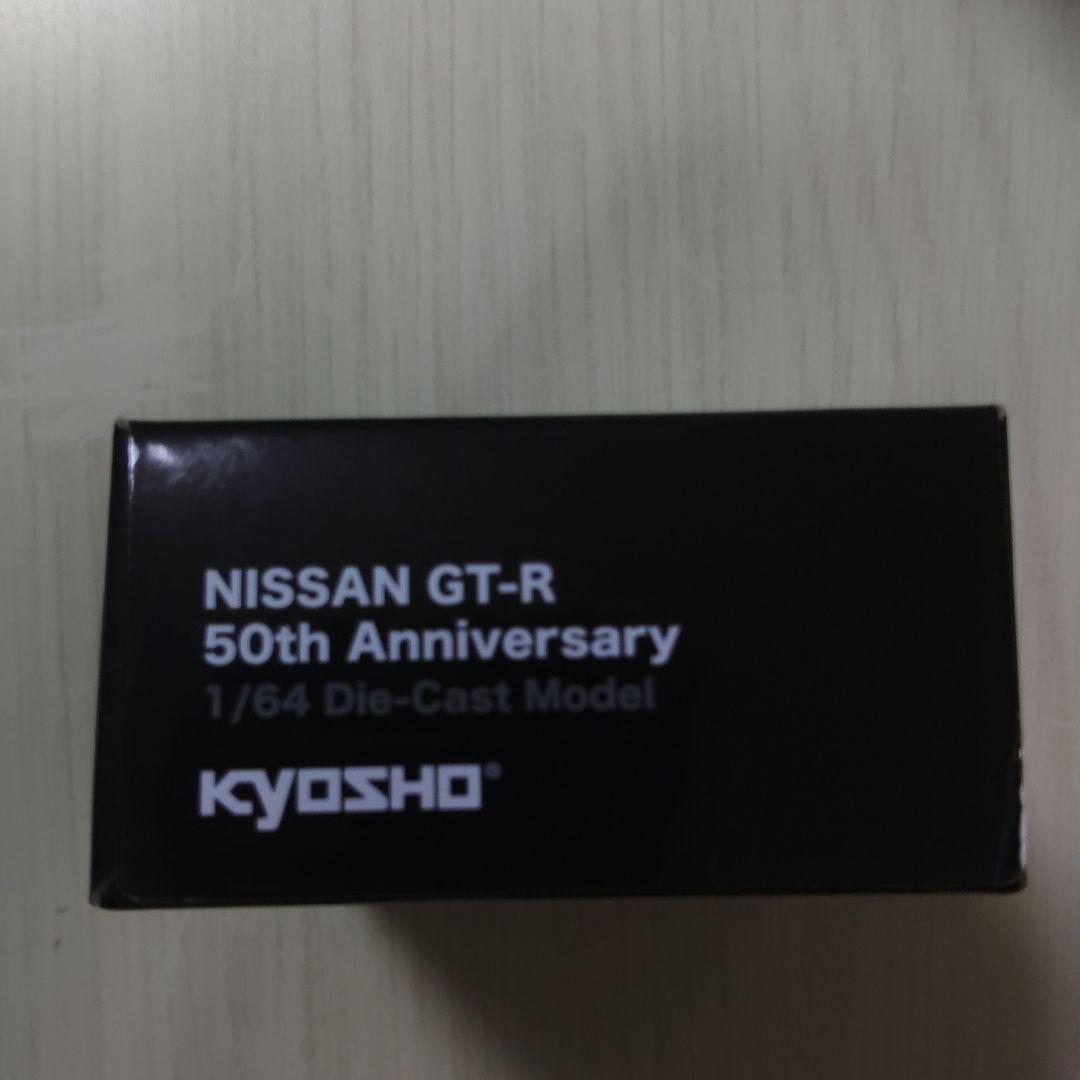 NISSAN GT-R
50th Anniversary
1/64 Die-Cast Model
KYOSHO®